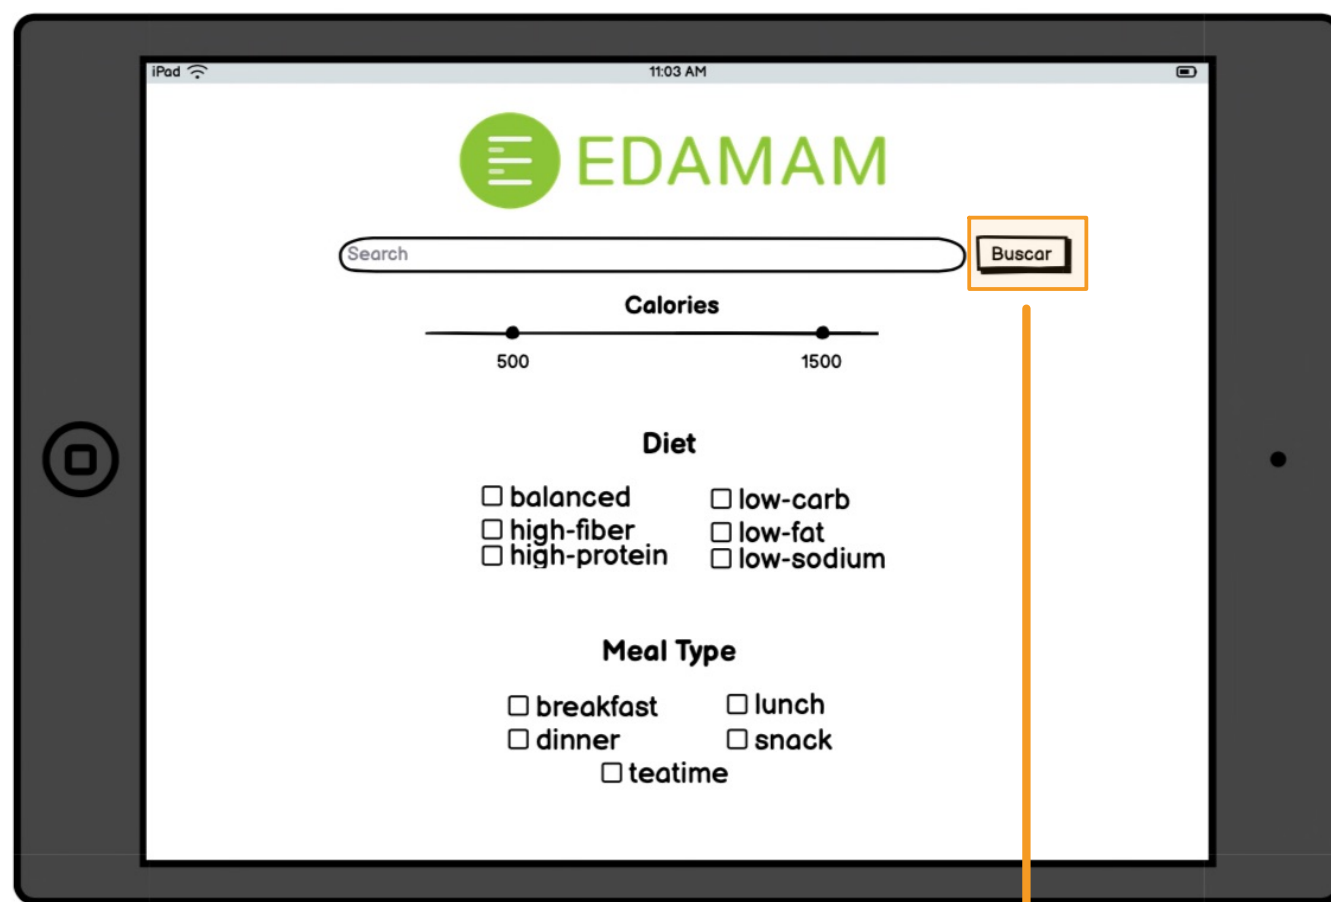 iPad 11:03 AM
EDAMAM
Search Buscar
Calories
500 1500
Diet
balanced low-carb
high-fiber low-fat
high-protein low-sodium
Meal Type
breakfast lunch
dinner snack
teatime